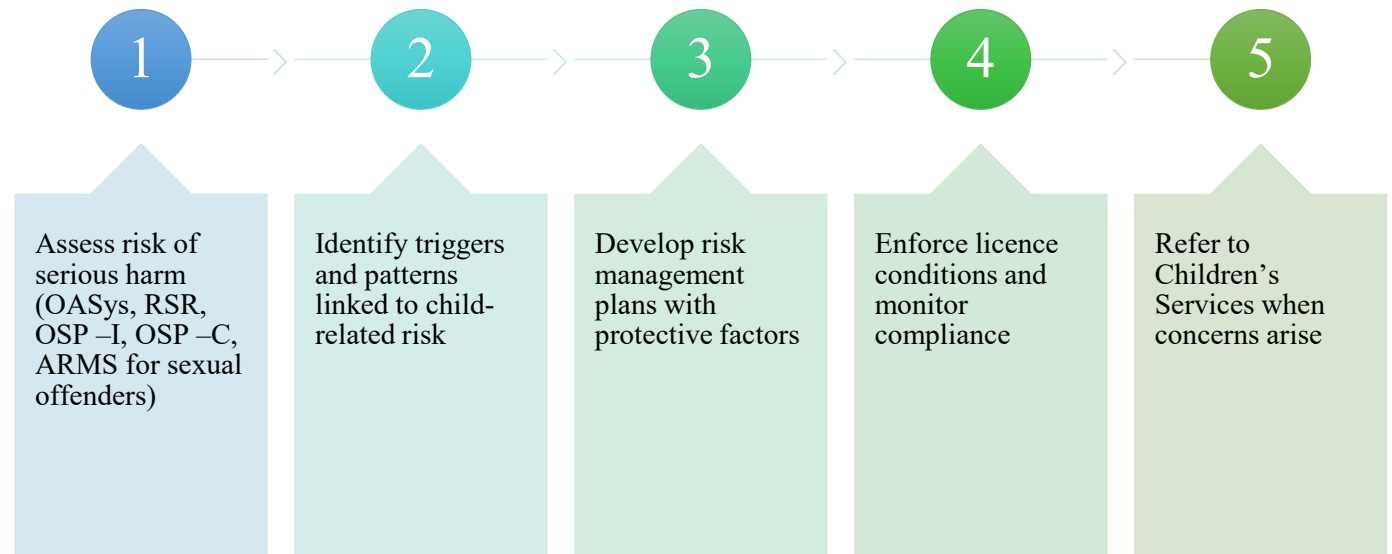 1
2
3
4
5
Assess risk of
serious harm
(OASys, RSR,
OSP –I, OSP –C,
ARMS for sexual
offenders)
Identify triggers
and patterns
linked to child-
related risk
Develop risk
management
plans with
protective factors
Enforce licence
conditions and
monitor
compliance
Refer to
Children’s
Services when
concerns arise